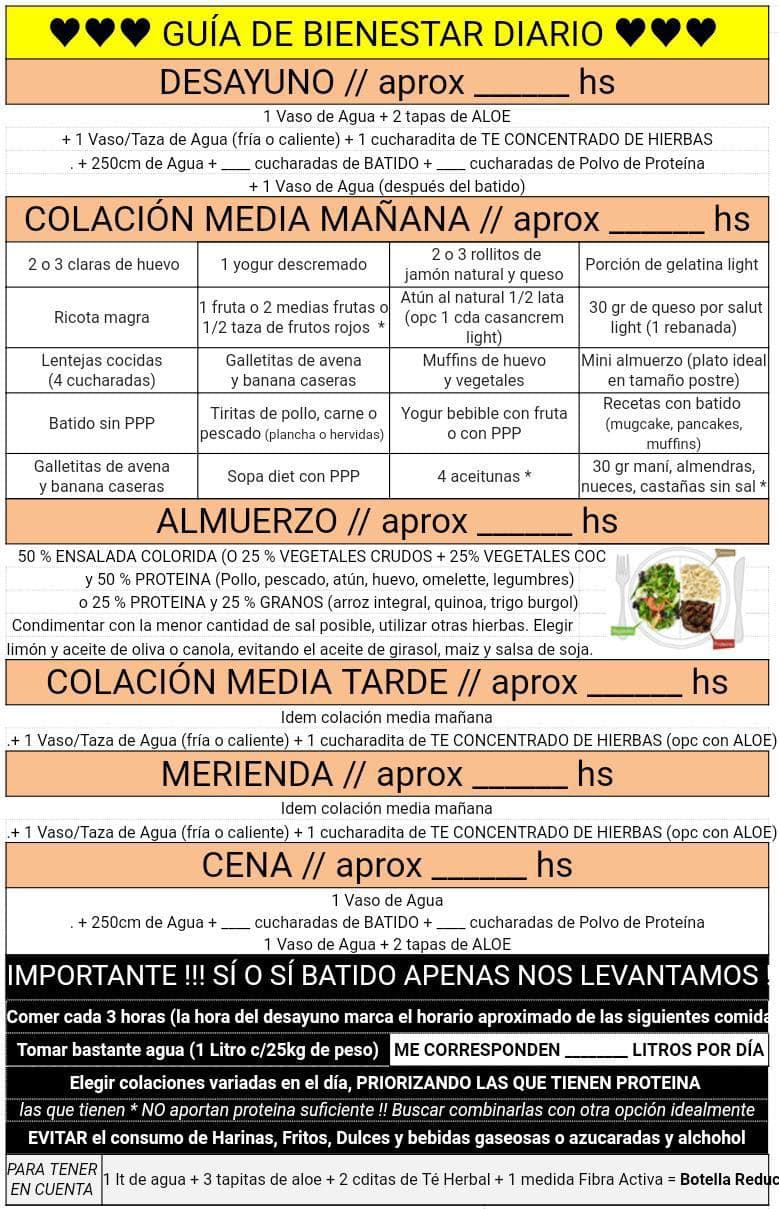 ♥♥♥ GUÍA DE BIENESTAR DIARIO ♥♥♥
DESAYUNO // aprox ______ hs
1 Vaso de Agua + 2 tapas de ALOE
+ 1 Vaso/Taza de Agua (fría o caliente) + 1 cucharadita de TE CONCENTRADO DE HIERBAS
. + 250cm de Agua + ____ cucharadas de BATIDO + ____ cucharadas de Polvo de Proteína
+ 1 Vaso de Agua (después del batido)
COLACIÓN MEDIA MAÑANA // aprox ______ hs
2 o 3 claras de huevo
1 yogur descremado
2 o 3 rollitos de
jamón natural y queso
Porción de gelatina light
Ricota magra
1 fruta o 2 medias frutas o
1/2 taza de frutos rojos *
Atún al natural 1/2 lata
(opc 1 cda casancrem
light)
30 gr de queso por salut
light (1 rebanada)
Lentejas cocidas
(4 cucharadas)
Galletitas de avena
y banana caseras
Muffins de huevo
y vegetales
Mini almuerzo (plato ideal
en tamaño postre)
Batido sin PPP
Tiritas de pollo, carne o
pescado (plancha o hervidas)
Yogur bebible con fruta
o con PPP
Recetas con batido
(mugcake, pancakes,
muffins)
Galletitas de avena
y banana caseras
Sopa diet con PPP
4 aceitunas *
30 gr maní, almendras,
nueces, castañas sin sal *
ALMUERZO // aprox ______ hs
50 % ENSALADA COLORIDA (O 25 % VEGETALES CRUDOS + 25% VEGETALES COC
y 50 % PROTEINA (Pollo, pescado, atún, huevo, omelette, legumbres)
o 25 % PROTEINA y 25 % GRANOS (arroz integral, quinoa, trigo burgol)
Condimentar con la menor cantidad de sal posible, utilizar otras hierbas. Elegir
limón y aceite de oliva o canola, evitando el aceite de girasol, maiz y salsa de soja.
COLACIÓN MEDIA TARDE // aprox ______ hs
Idem colación media mañana
.+ 1 Vaso/Taza de Agua (fría o caliente) + 1 cucharadita de TE CONCENTRADO DE HIERBAS (opc con ALOE)
MERIENDA // aprox ______ hs
Idem colación media mañana
.+ 1 Vaso/Taza de Agua (fría o caliente) + 1 cucharadita de TE CONCENTRADO DE HIERBAS (opc con ALOE)
CENA // aprox ______ hs
1 Vaso de Agua
. + 250cm de Agua + ____ cucharadas de BATIDO + ____ cucharadas de Polvo de Proteína
1 Vaso de Agua + 2 tapas de ALOE
IMPORTANTE !!! SÍ O SÍ BATIDO APENAS NOS LEVANTAMOS !
Comer cada 3 horas (la hora del desayuno marca el horario aproximado de las siguientes comida
Tomar bastante agua (1 Litro c/25kg de peso)
ME CORRESPONDEN ________ LITROS POR DÍA
Elegir colaciones variadas en el día, PRIORIZANDO LAS QUE TIENEN PROTEINA
las que tienen * NO aportan proteina suficiente !! Buscar combinarlas con otra opción idealmente
EVITAR el consumo de Harinas, Fritos, Dulces y bebidas gaseosas o azucaradas y alchohol
PARA TENER
EN CUENTA
1 lt de agua + 3 tapitas de aloe + 2 cditas de Té Herbal + 1 medida Fibra Activa = Botella Reduc